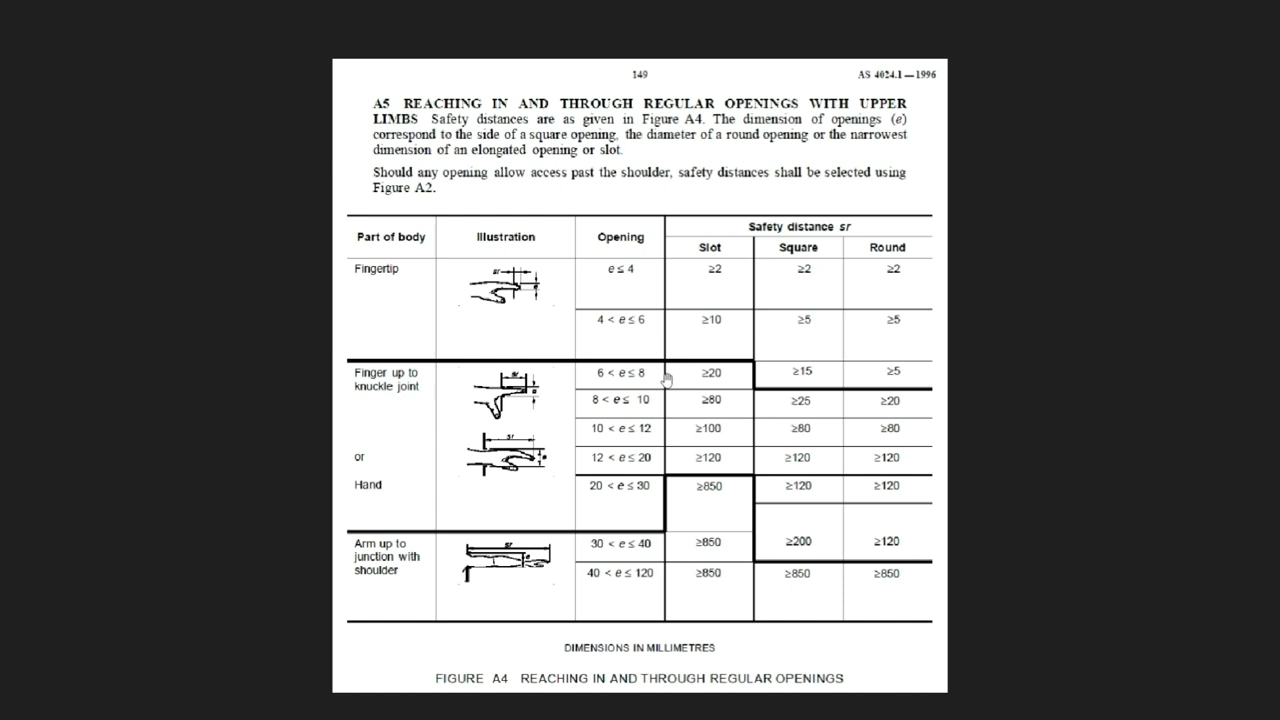 149 AS 4024.1—1996
A5 REACHING IN AND THROUGH REGULAR OPENINGS WITH UPPER
LIMBS Safety distances are as given in Figure A4. The dimension of openings (e)
correspond to the side of a square opening, the diameter of a round opening or the narrowest
dimension of an elongated opening or slot.
Should any opening allow access past the shoulder, safety distances shall be selected using
Figure A2.
Part of body Illustration Opening Safety distance sr
Slot Square Round
Fingertip sr e e ≤ 4 ≥2 ≥2 ≥2
4 < e ≤ 6 ≥10 ≥5 ≥5
Finger up to sr e 6 < e ≤ 8 ≥20 ≥15 ≥5
knuckle joint
8 < e ≤ 10 ≥80 ≥25 ≥20
10 < e ≤ 12 ≥100 ≥80 ≥80
or sr e 12 < e ≤ 20 ≥120 ≥120 ≥120
Hand 20 < e ≤ 30 ≥850 ≥120 ≥120
Arm up to sr e 30 < e ≤ 40 ≥850 ≥200 ≥120
junction with
shoulder 40 < e ≤ 120 ≥850 ≥850 ≥850
DIMENSIONS IN MILLIMETRES
FIGURE A4 REACHING IN AND THROUGH REGULAR OPENINGS